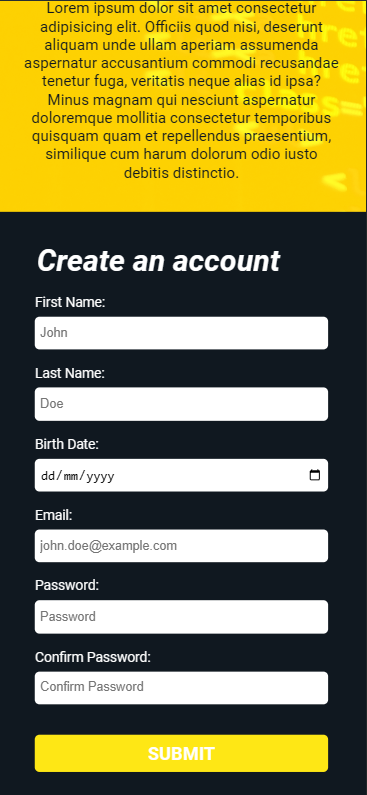 Lorem ipsum dolor sit amet consectetur
adipisicing elit. Officiis quod nisi, deserunt
aliquam unde ullam aperiam assumenda
aspernatur accusantium commodi recusandae
tenetur fuga, veritatis neque alias id ipsa?
Minus magnam qui nesciunt aspernatur
doloremque mollitia consectetur temporibus
quisquam quam et repellendus praesentium,
similique cum harum dolorum odio iusto
debitis distinctio.
Create an account
First Name:
John
Last Name:
Doe
Birth Date:
dd/mm/yyyy
Email:
john.doe@example.com
Password:
Password
Confirm Password:
Confirm Password
SUBMIT